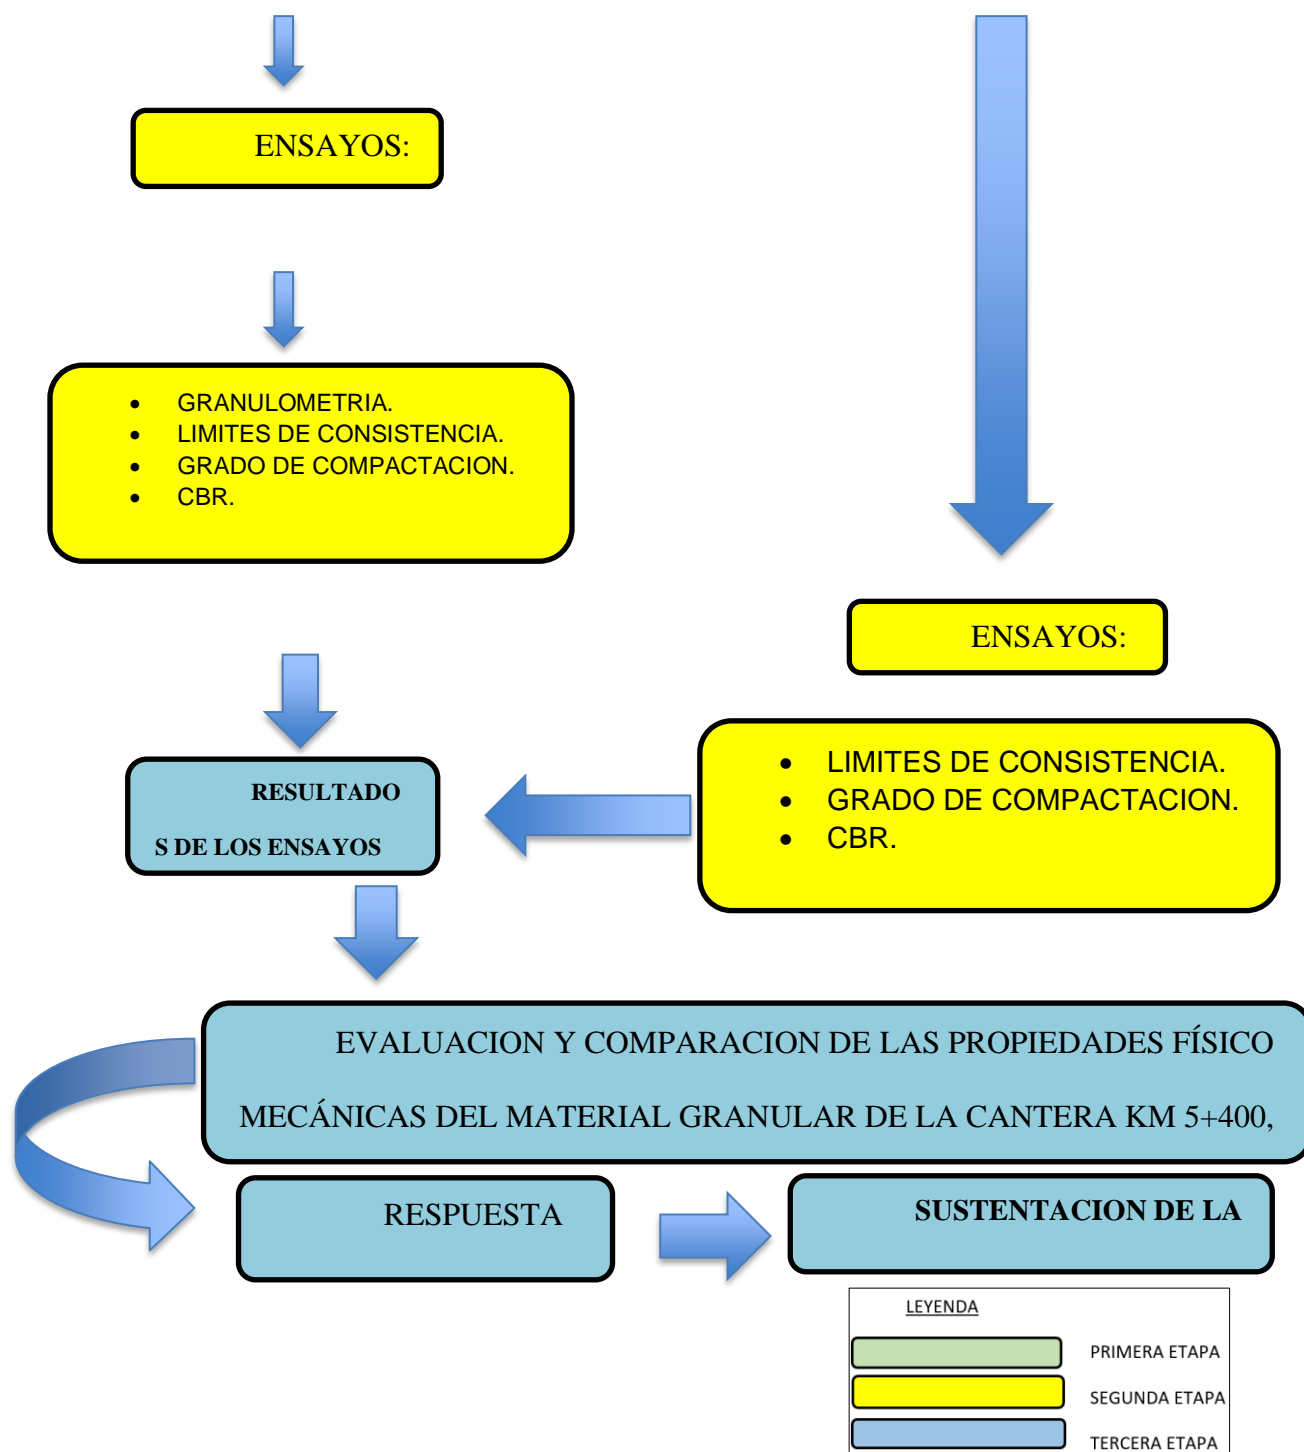 ENSAYOS:
• GRANULOMETRIA.
• LIMITES DE CONSISTENCIA.
• GRADO DE COMPACTACION.
• CBR.
ENSAYOS:
• LIMITES DE CONSISTENCIA.
• GRADO DE COMPACTACION.
• CBR.
RESULTADO
S DE LOS ENSAYOS
EVALUACION Y COMPARACION DE LAS PROPIEDADES FÍSICO
MECÁNICAS DEL MATERIAL GRANULAR DE LA CANTERA KM 5+400,
RESPUESTA
SUSTENTACION DE LA
LEYENDA
PRIMERA ETAPA
SEGUNDA ETAPA
TERCERA ETAPA